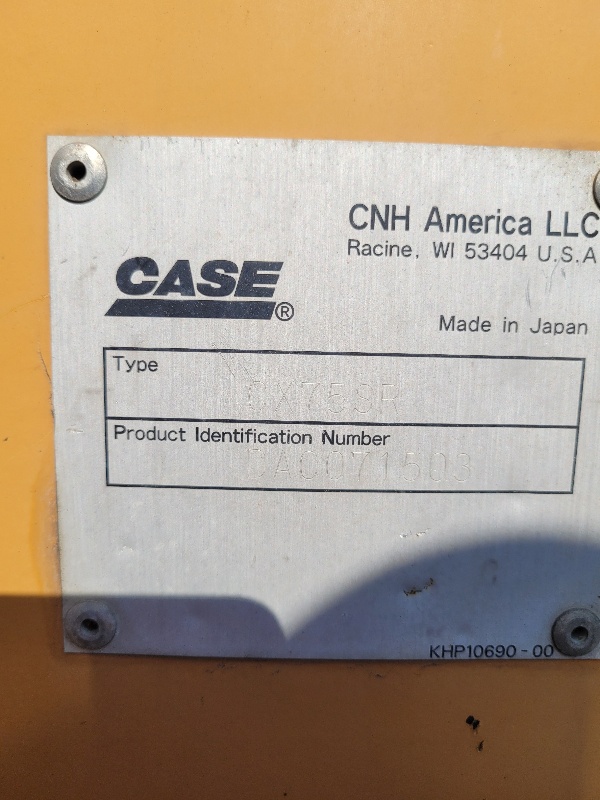 CNH America LLC
Racine, WI 53404 U.S.A
CASE®
Made in Japan
Type
CX75SR
Product Identification Number
DAC071503
KHP10690-00